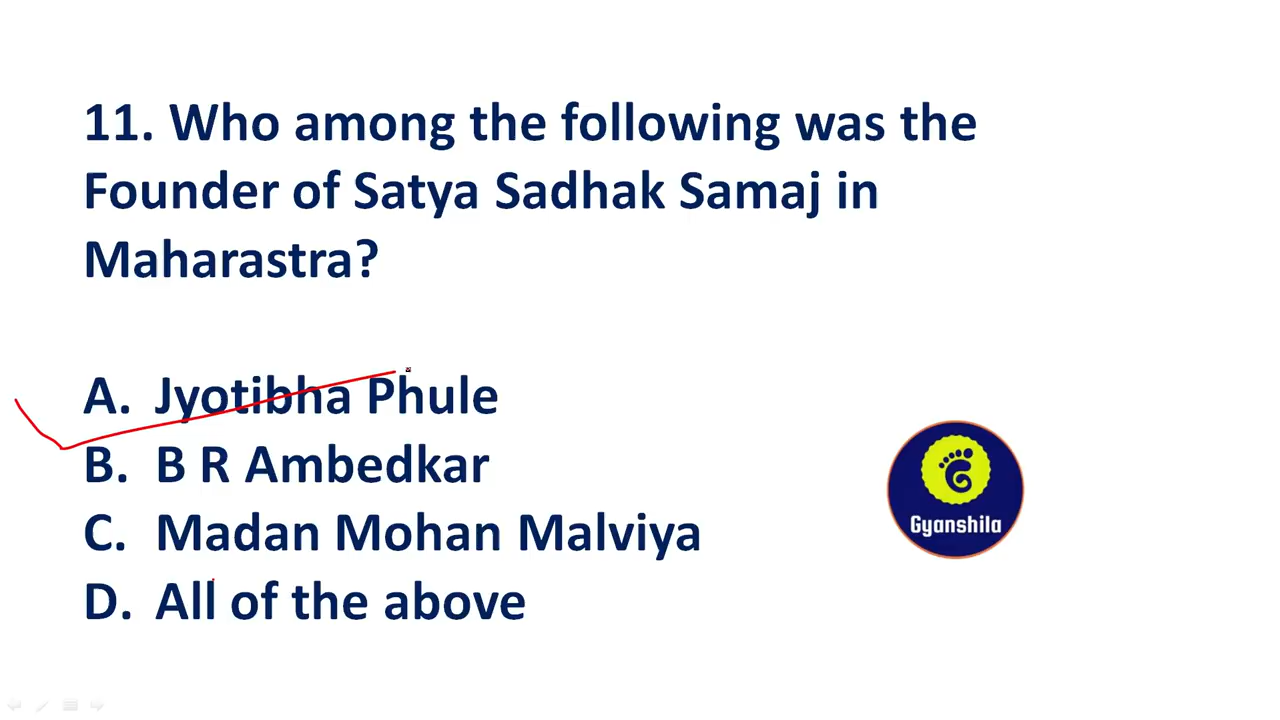 11. Who among the following was the
Founder of Satya Sadhak Samaj in
Maharastra?
A. Jyotibha Phule
B. B R Ambedkar
C. Madan Mohan Malviya
D. All of the above
Gyanshila